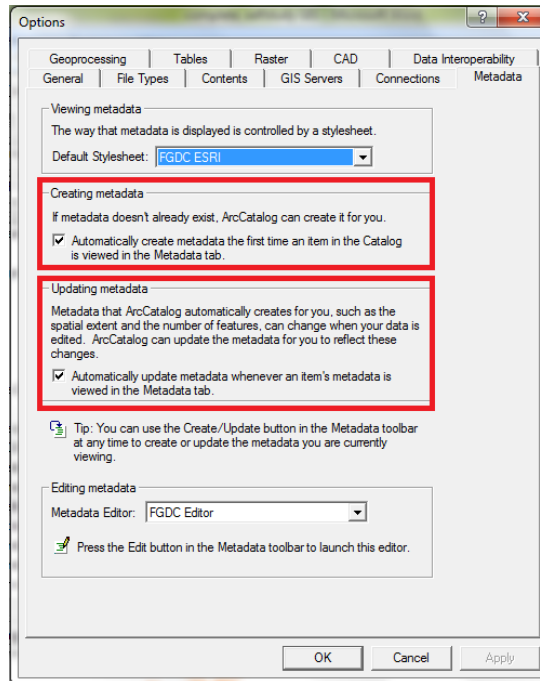 Options
Geoprocessing Tables Raster CAD Data Interoperability
General File Types Contents GIS Servers Connections Metadata
Viewing metadata
The way that metadata is displayed is controlled by a stylesheet.
Default Stylesheet: FGDC ESRI
Creating metadata
If metadata doesn't already exist, ArcCatalog can create it for you.
Automatically create metadata the first time an item in the Catalog
is viewed in the Metadata tab.
Updating metadata
Metadata that ArcCatalog automatically creates for you, such as the
spatial extent and the number of features, can change when your data is
edited. ArcCatalog can update the metadata for you to reflect these
changes.
Automatically update metadata whenever an item's metadata is
viewed in the Metadata tab.
Tip: You can use the Create/Update button in the Metadata toolbar
at any time to create or update the metadata you are currently
viewing.
Editing metadata
Metadata Editor: FGDC Editor
Press the Edit button in the Metadata toolbar to launch this editor.
OK Cancel Apply